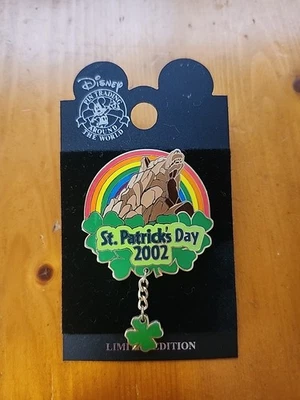 Disney
PIN TRADING
AROUND
THE WORLD
St. Patrick's Day
2002
LIMITED EDITION